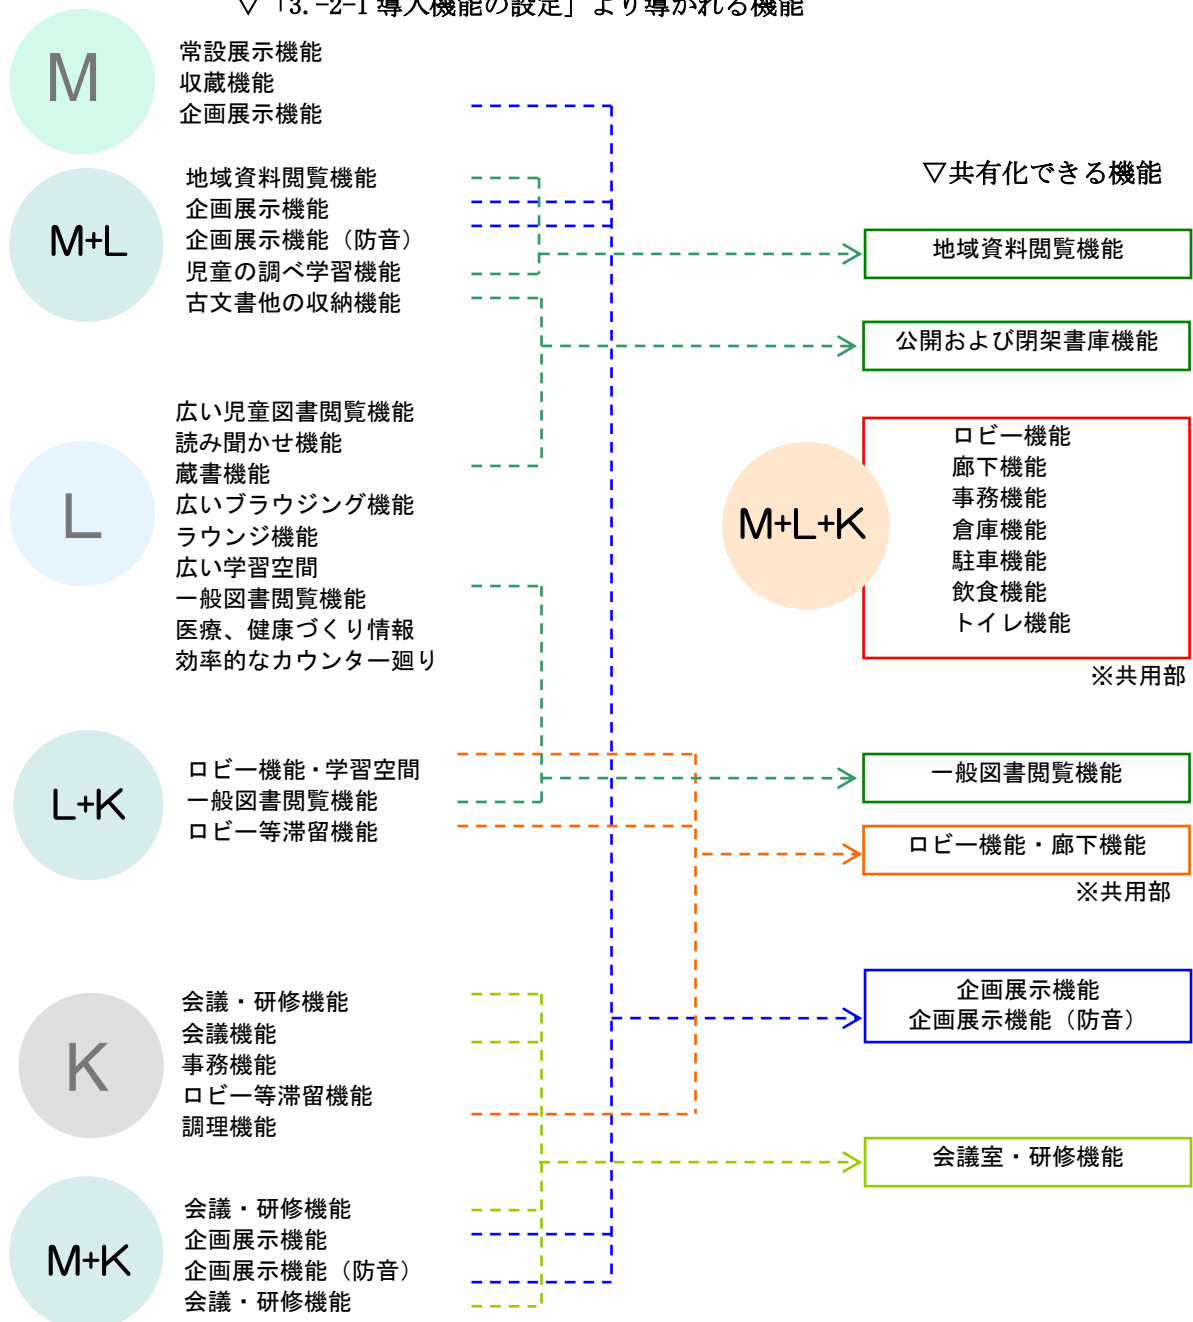 ▽「3.-2-1 導入機能の設定」より導かれる機能
M
常設展示機能
収蔵機能
企画展示機能
M+L
地域資料閲覧機能
企画展示機能
企画展示機能（防音）
児童の調べ学習機能
古文書他の収納機能
L
広い児童図書閲覧機能
読み聞かせ機能
蔵書機能
広いブラウジング機能
ラウンジ機能
広い学習空間
一般図書閲覧機能
医療、健康づくり情報
効率的なカウンター廻り
L+K
ロビー機能・学習空間
一般図書閲覧機能
ロビー等滞留機能
K
会議・研修機能
会議機能
事務機能
ロビー等滞留機能
調理機能
M+K
会議・研修機能
企画展示機能
企画展示機能（防音）
会議・研修機能
▽共有化できる機能
地域資料閲覧機能
公開および閉架書庫機能
M+L+K
ロビー機能
廊下機能
事務機能
倉庫機能
駐車機能
飲食機能
トイレ機能
※共用部
一般図書閲覧機能
ロビー機能・廊下機能
※共用部
企画展示機能
企画展示機能（防音）
会議室・研修機能